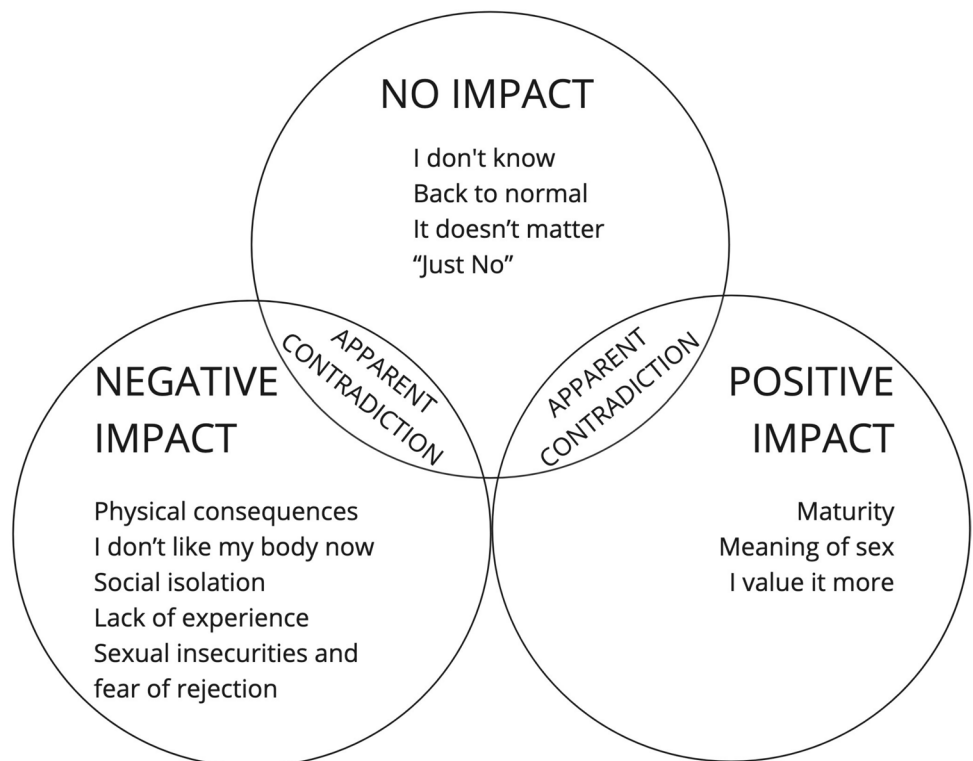 NO IMPACT
I don't know
Back to normal
It doesn’t matter
“Just No”
APPARENT
CONTRADICTION
APPARENT
CONTRADICTION
NEGATIVE
IMPACT
Physical consequences
I don’t like my body now
Social isolation
Lack of experience
Sexual insecurities and
fear of rejection
POSITIVE
IMPACT
Maturity
Meaning of sex
I value it more